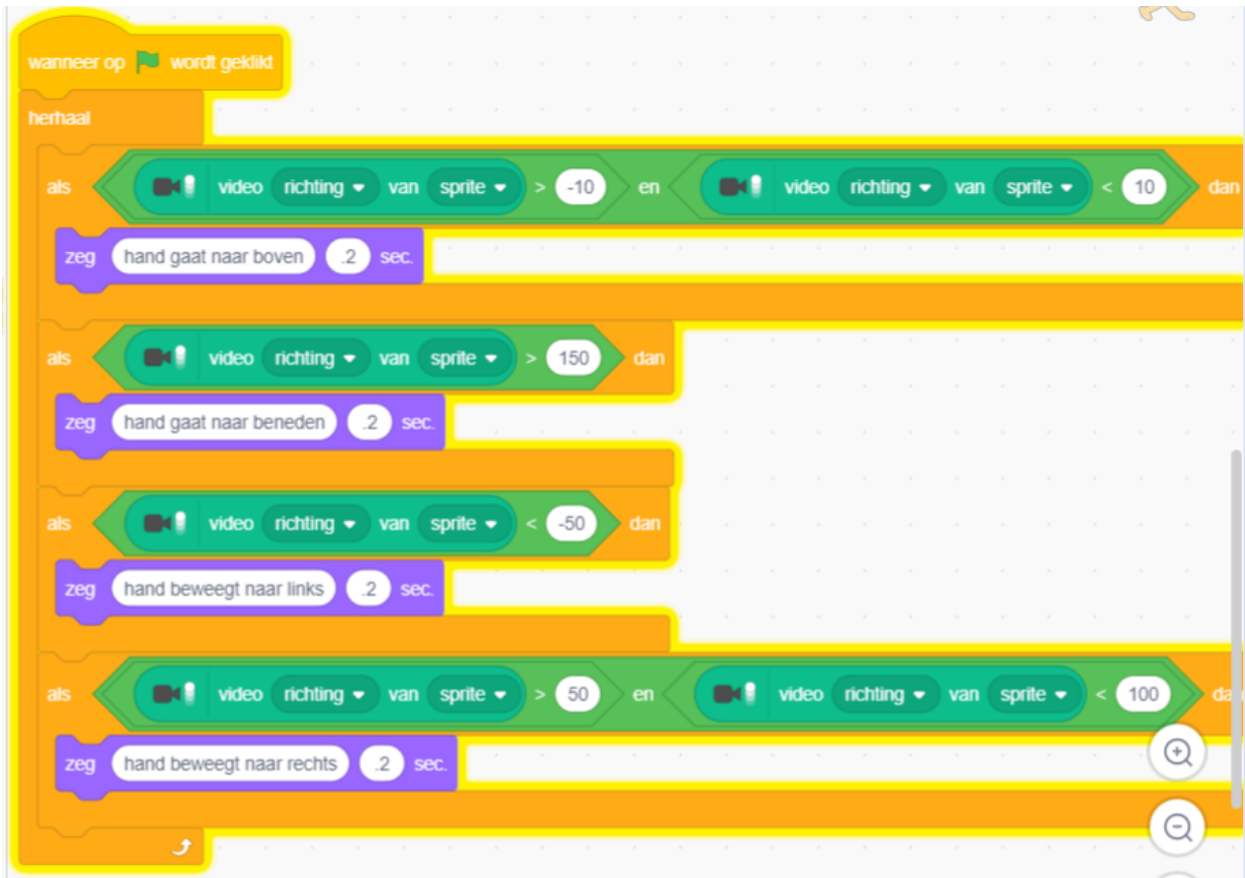 wanneer op wordt geklikt
herhaal
als video richting van sprite > -10 en video richting van sprite < 10 dan
zeg hand gaat naar boven .2 sec.
als video richting van sprite > 150 dan
zeg hand gaat naar beneden .2 sec.
als video richting van sprite < -50 dan
zeg hand beweegt naar links .2 sec.
als video richting van sprite > 50 en video richting van sprite < 100 da
zeg hand beweegt naar rechts .2 sec.